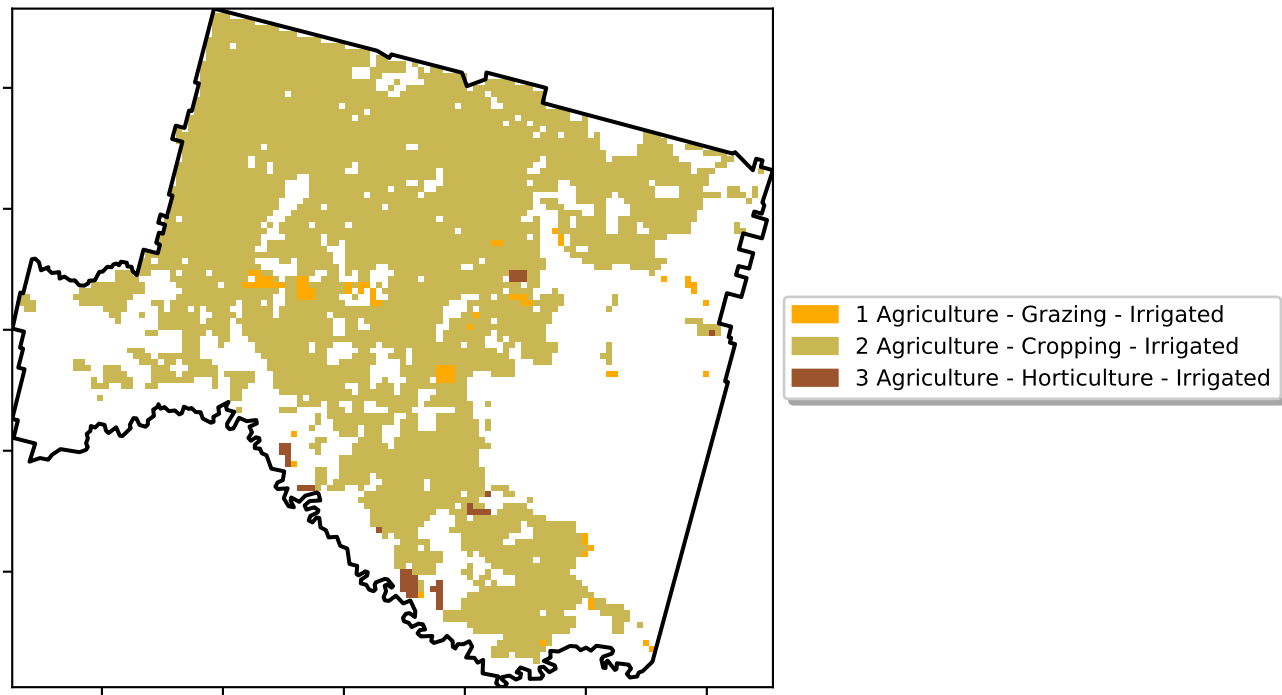 1 Agriculture - Grazing - Irrigated
2 Agriculture - Cropping - Irrigated
3 Agriculture - Horticulture - Irrigated